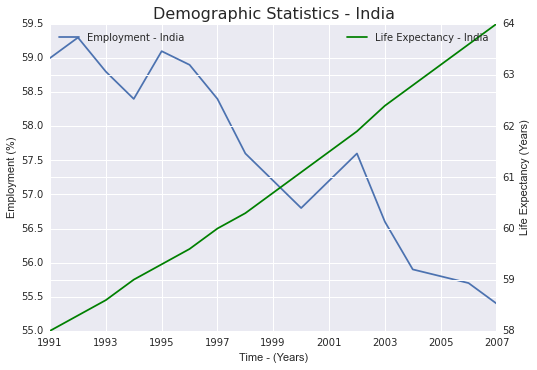 Demographic Statistics - India
Employment - India
Life Expectancy - India
59.5
59.0
58.5
58.0
57.5
57.0
56.5
56.0
55.5
55.0
Employment (%)
64
63
62
61
60
59
58
Life Expectancy (Years)
1991 1993 1995 1997 1999 2001 2003 2005 2007
Time - (Years)